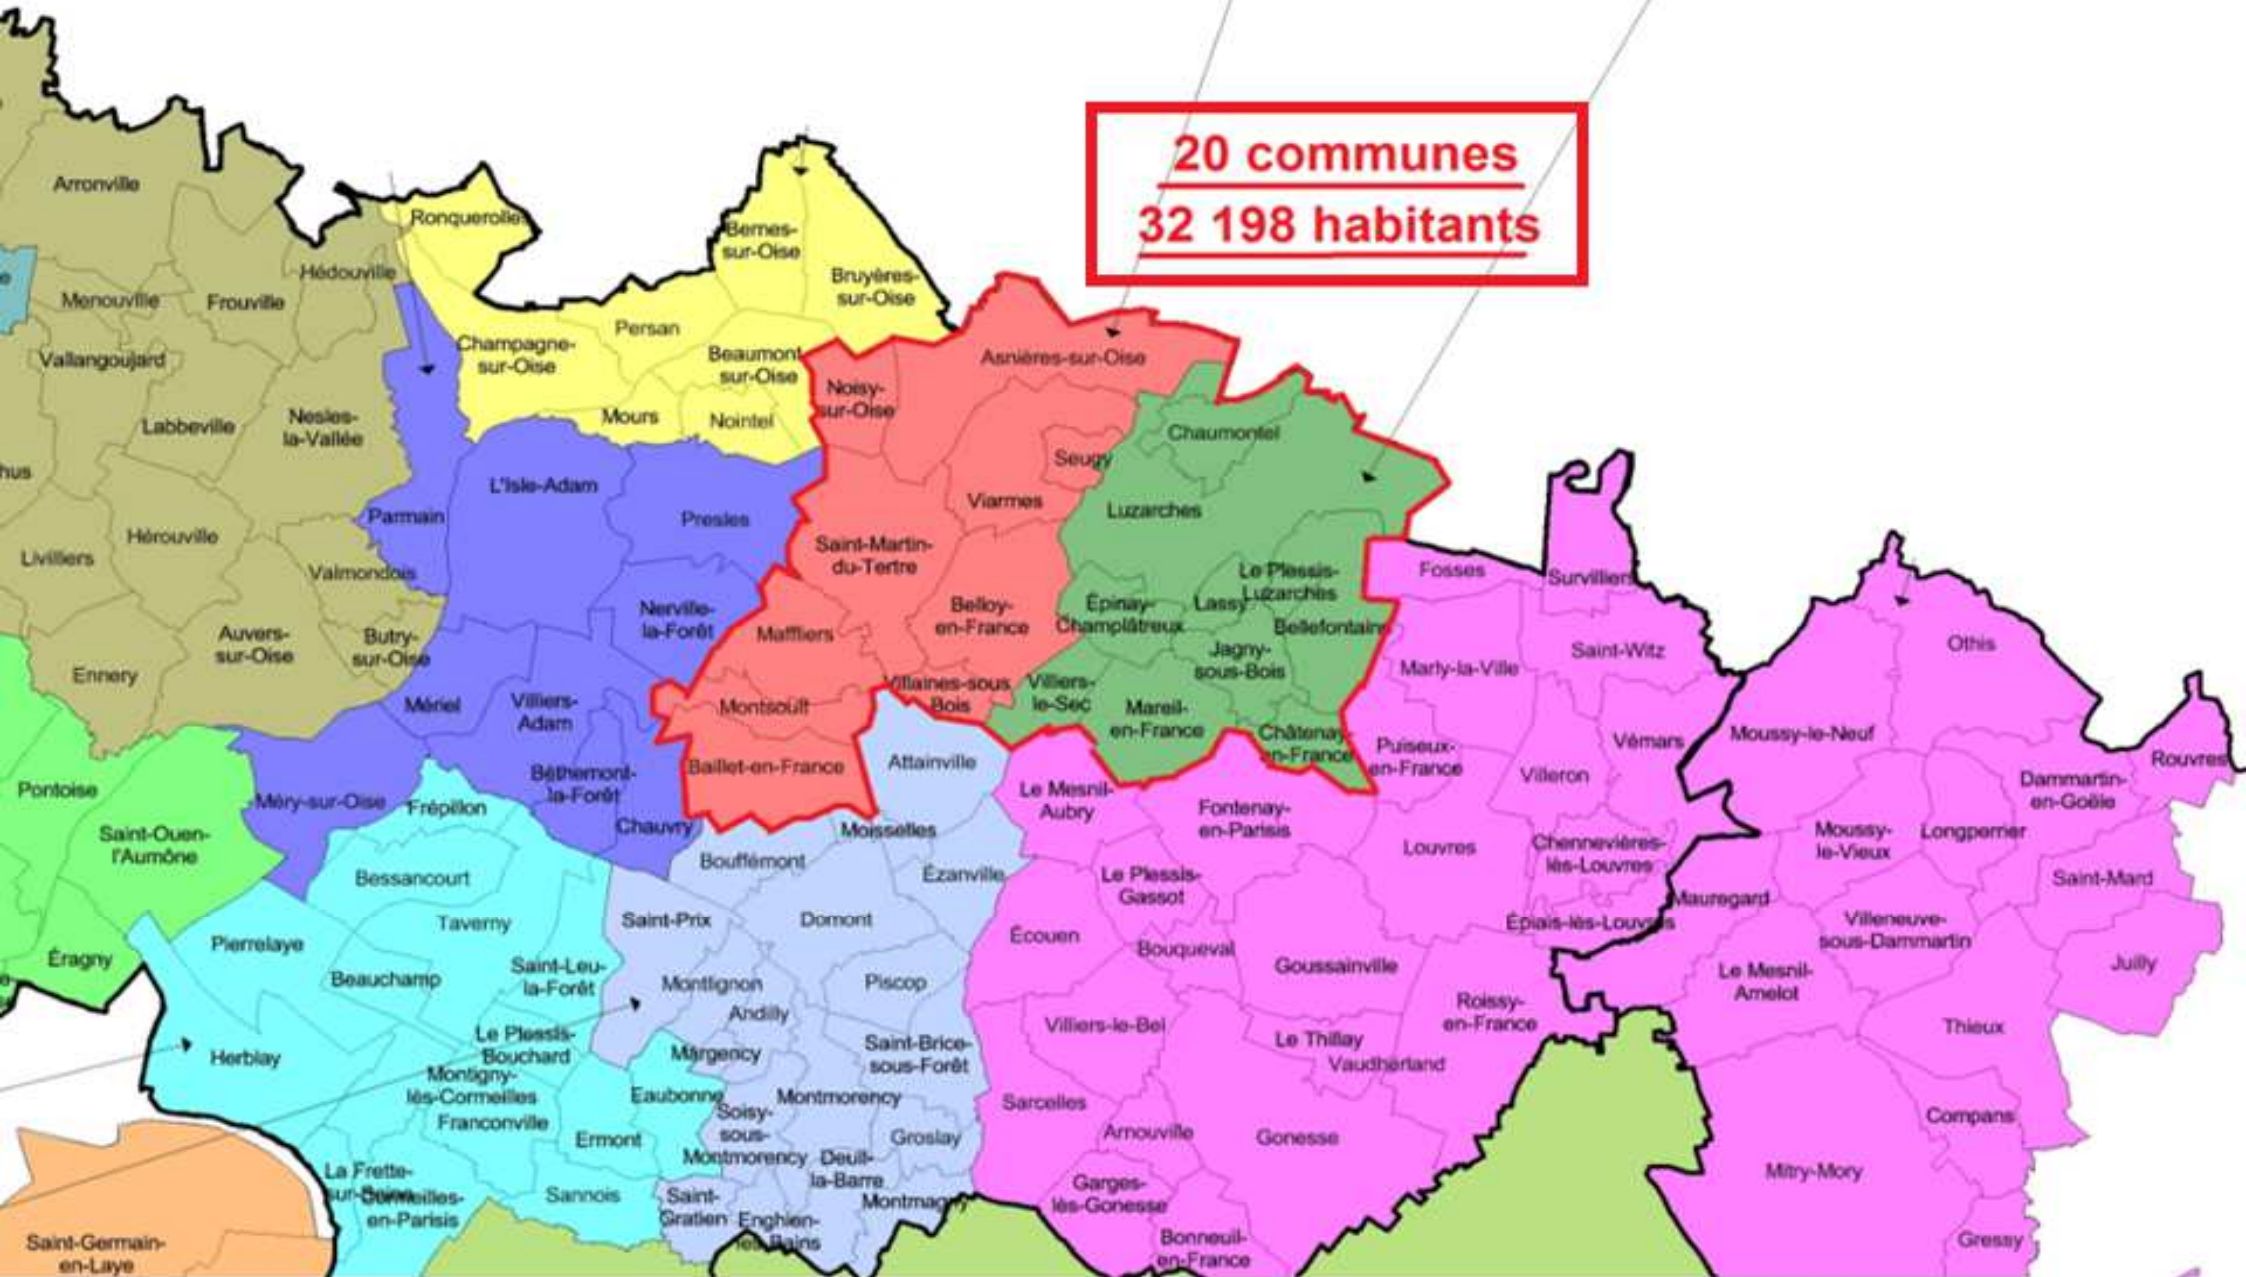 20 communes
32 198 habitants
Arronville
Ronquerolles
Bernes-
sur-Oise
Hédouville
Bruyères-
sur-Oise
Menouville
Frouville
Persan
Champagne-
sur-Oise
Beaumont
sur-Oise
Asnières-sur-Oise
Vallangoujard
Noisy-
sur-Oise
Labbeville
Nesles-
la-Vallée
Mours
Nointel
Chaumontel
Seugy
hus
L'Isle-Adam
Viarmes
Luzarches
Parmain
Presles
Hérouville
Livilliers
Saint-Martin-
du-Tertre
Valmondois
Le Plessis-
Luzarches
Fosses
Survilliers
Nerville-
la-Forêt
Belloy-
en-France
Épinay-
Champlâtreux
Lassy
Bellefontaine
Auvers-
sur-Oise
Butry-
sur-Oise
Maffliers
Jagny-
sous-Bois
Saint-Witz
Othis
Ennery
Marly-la-Ville
Mériel
Villiers-
Adam
Montsoult
Villaines-sous
Bois
Villiers-
le-Sec
Mareil-
en-France
Châtenay-
en-France
Puiseux-
en-France
Vémars
Moussy-le-Neuf
Pontoise
Béthemont-
la-Forêt
Baillet-en-France
Attainville
Villeron
Rouvres
Méry-sur-Oise
Frépillon
Le Mesnil-
Aubry
Dammartin-
en-Goële
Saint-Ouen-
l'Aumône
Chauvry
Moisselles
Fontenay-
en-Parisis
Louvres
Chennevières-
lès-Louvres
Moussy-
le-Vieux
Longperrier
Bouffémont
Bessancourt
Ézanville
Le Plessis-
Gassot
Saint-Mard
Mauregard
Taverny
Saint-Prix
Domont
Épiais-lès-Louvres
Villeneuve-
sous-Dammartin
Pierrelaye
Écouen
Bouqueval
Éragny
Beauchamp
Saint-Leu-
la-Forêt
Montlignon
Piscop
Goussainville
Le Mesnil-
Amelot
Juilly
Andilly
Roissy-
en-France
Villiers-le-Bel
Thieux
Herblay
Le Plessis-
Bouchard
Margency
Saint-Brice-
sous-Forêt
Le Thillay
Vaudherland
Montigny-
lès-Cormeilles
Eaubonne
Montmorency
Sarcelles
Franconville
Ermont
Soisy-
sous-
Montmorency
Groslay
Arnouville
Gonesse
Compans
La Frette-
sur-Seine
Cormeilles-
en-Parisis
Sannois
Deuil-
la-Barre
Mitry-Mory
Saint-
Gratien
Enghien-
les-Bains
Montmagny
Garges-
lès-Gonesse
Saint-Germain-
en-Laye
Bonneuil-
en-France
Gressy